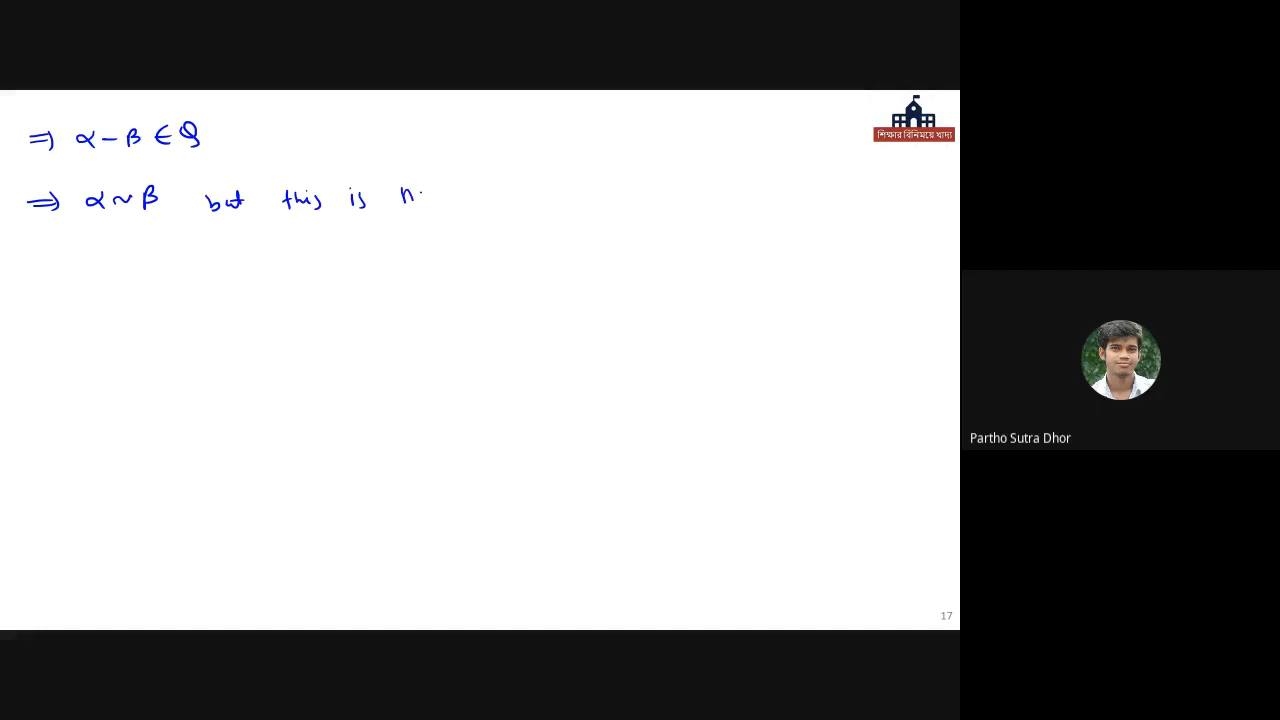 ⇒ α - β ∈ ℚ
⇒ α ~ β but this is n
শিক্ষার বিনিময়ে খাদ্য
Partho Sutra Dhor
17